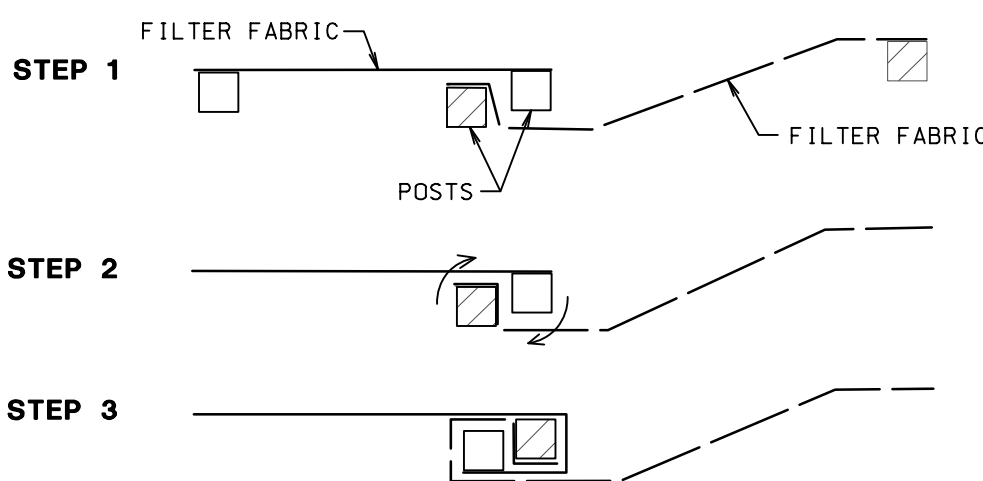 FILTER FABRIC
STEP 1
FILTER FABRIC
POSTS
STEP 2
STEP 3